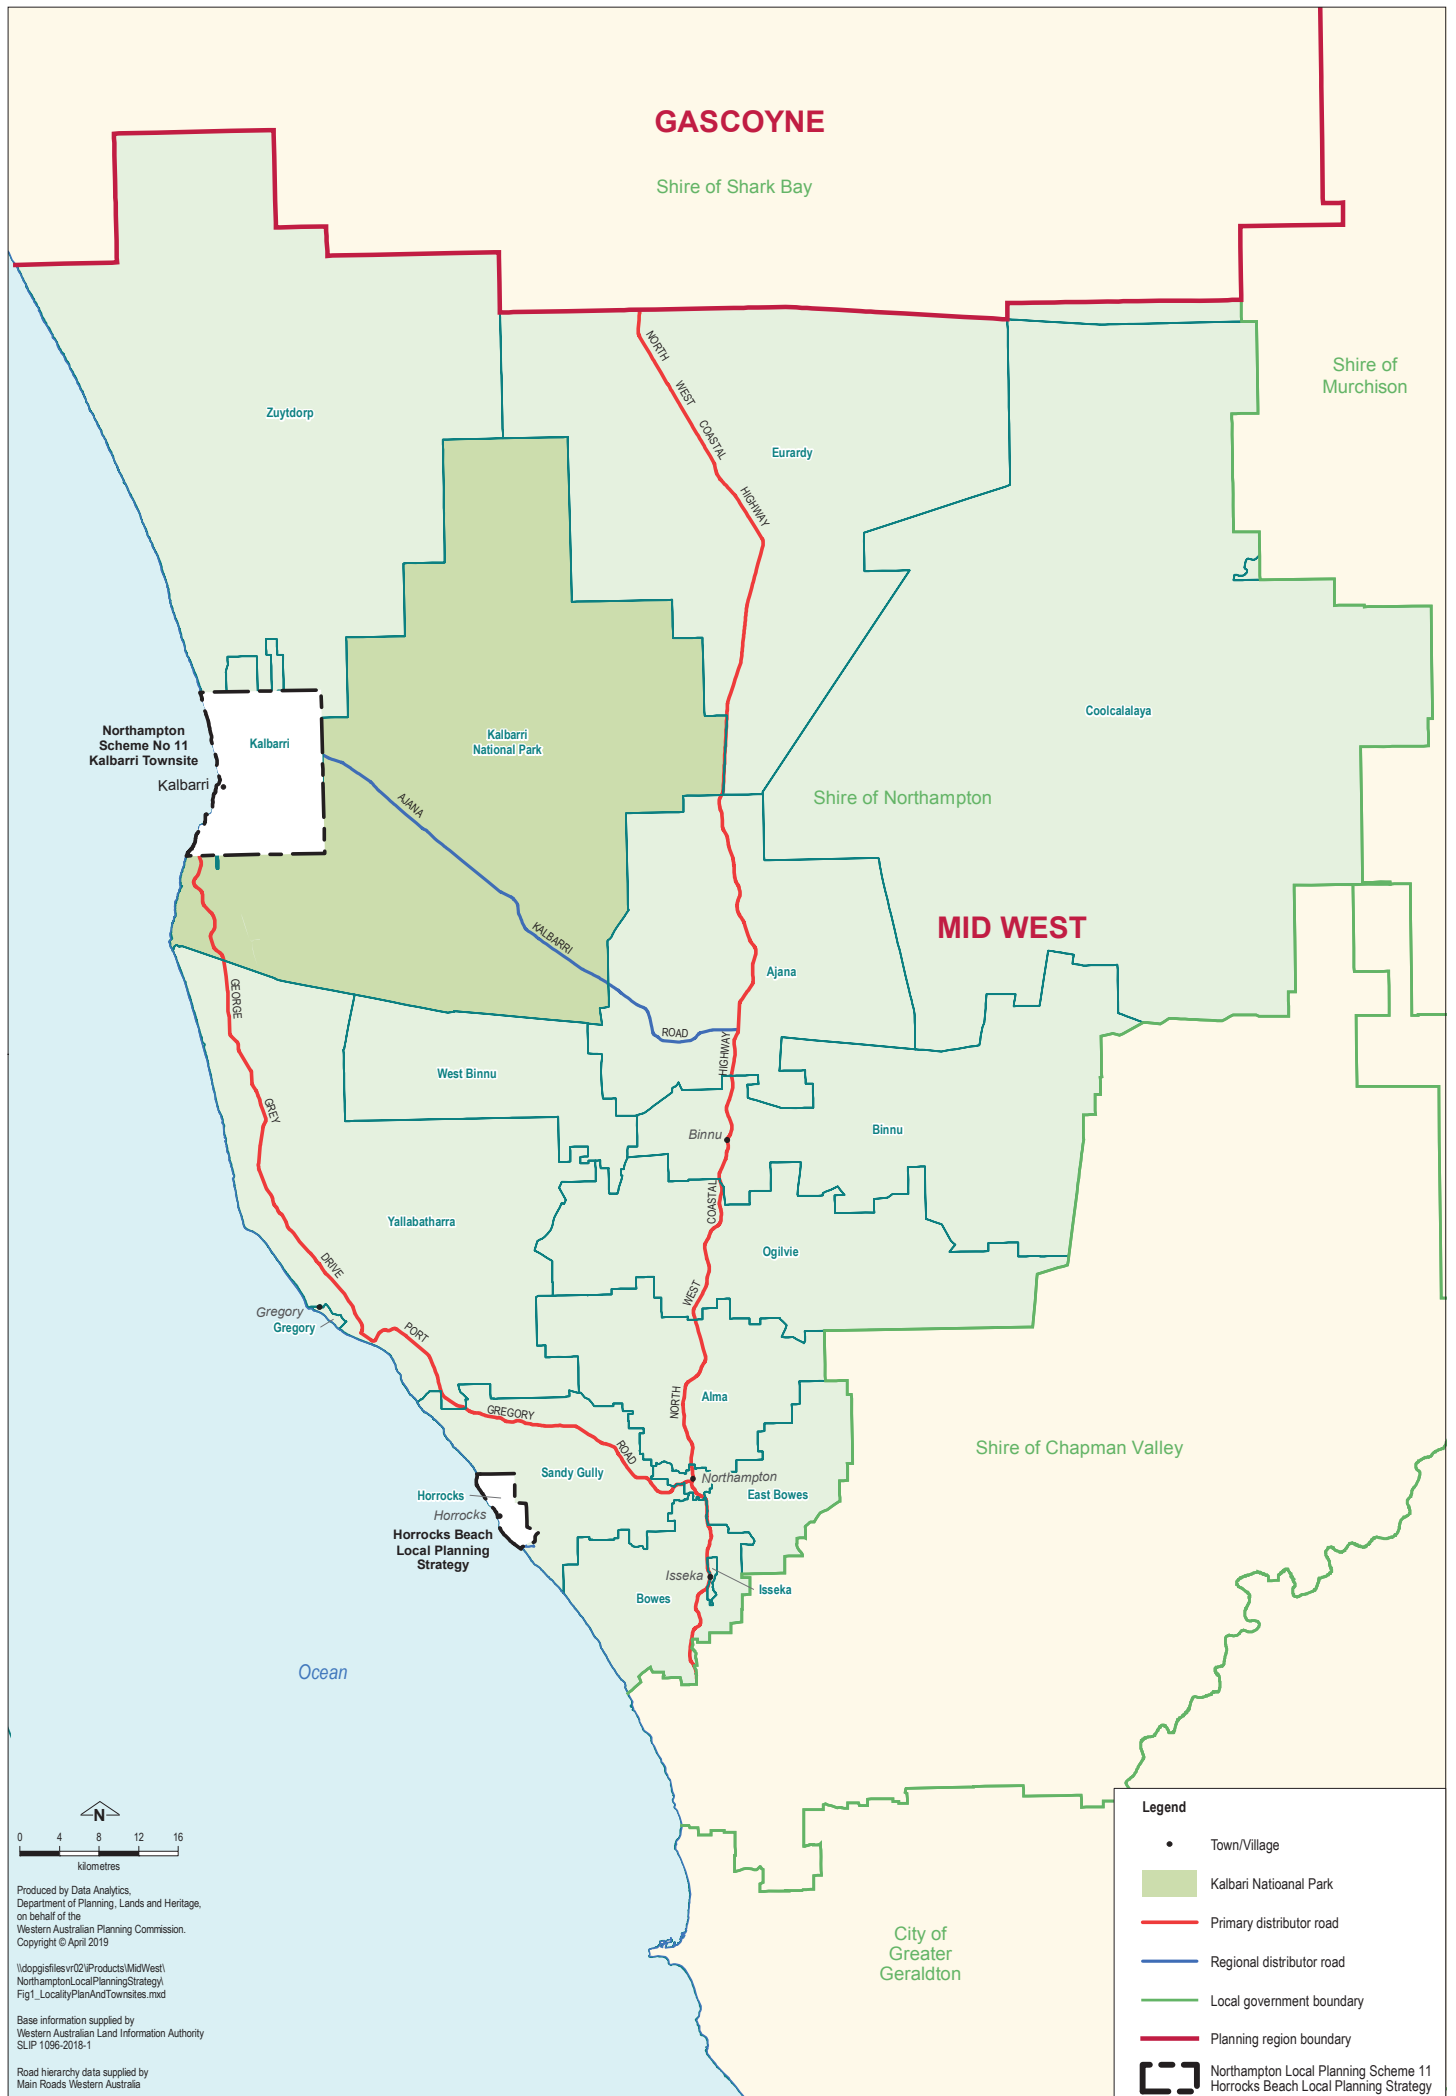 GASCOYNE
Shire of Shark Bay
Shire of
Murchison
NORTH
WEST
COASTAL
HIGHWAY
Zuytdorp
Eurardy
Coolcalalaya
Northampton
Scheme No 11
Kalbarri Townsite
Kalbarri
Kalbarri
Kalbarri
National Park
Shire of Northampton
AJANA
KALBARRI
ROAD
MID WEST
Ajana
GEORGE
GREY
DRIVE
HIGHWAY
West Binnu
Binnu
Binnu
COASTAL
Yallabatharra
Ogilvie
WEST
Gregory
Gregory
PORT
GREGORY
ROAD
NORTH
Alma
Shire of Chapman Valley
Sandy Gully
Northampton
East Bowes
Horrocks
Horrocks
Horrocks Beach
Local Planning
Strategy
Isseka
Isseka
Bowes
Ocean
City of
Greater
Geraldton
N
0 4 8 12 16
kilometres
Produced by Data Analytics,
Department of Planning, Lands and Heritage,
on behalf of the
Western Australian Planning Commission.
Copyright © April 2019
\\dopgisfilesvr02\iProducts\MidWest\
NorthamptonLocalPlanningStrategy\
Fig1_LocalityPlanAndTownsites.mxd
Base information supplied by
Western Australian Land Information Authority
SLIP 1096-2018-1
Road hierarchy data supplied by
Main Roads Western Australia
Legend
Town/Village
Kalbari Natioanal Park
Primary distributor road
Regional distributor road
Local government boundary
Planning region boundary
Northampton Local Planning Scheme 11
Horrocks Beach Local Planning Strategy